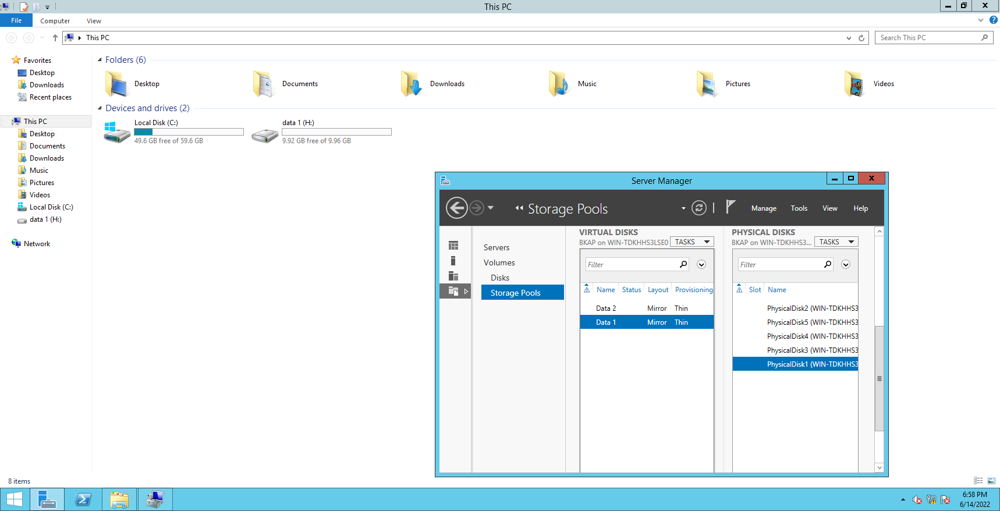 This PC
File
Computer
View
This PC
Search This PC
Favorites
Desktop
Downloads
Recent places
This PC
Desktop
Documents
Downloads
Music
Pictures
Videos
Local Disk (C:)
data 1 (H:)
Network
Folders (6)
Desktop
Documents
Downloads
Music
Pictures
Videos
Devices and drives (2)
Local Disk (C:)
49.6 GB free of 59.6 GB
data 1 (H:)
9.92 GB free of 9.96 GB
Server Manager
Storage Pools
Manage
Tools
View
Help
Servers
Volumes
Disks
Storage Pools
VIRTUAL DISKS
BKAP on WIN-TDKHHS3LSE0
TASKS
Filter
Name Status Layout Provisioning
Data 2 Mirror Thin
Data 1 Mirror Thin
PHYSICAL DISKS
BKAP on WIN-TDKHHS3...
TASKS
Filter
Slot Name
PhysicalDisk2 (WIN-TDKHHS3
PhysicalDisk5 (WIN-TDKHHS3
PhysicalDisk4 (WIN-TDKHHS3
PhysicalDisk3 (WIN-TDKHHS3
PhysicalDisk1 (WIN-TDKHHS3
8 items
6:58 PM
6/14/2022